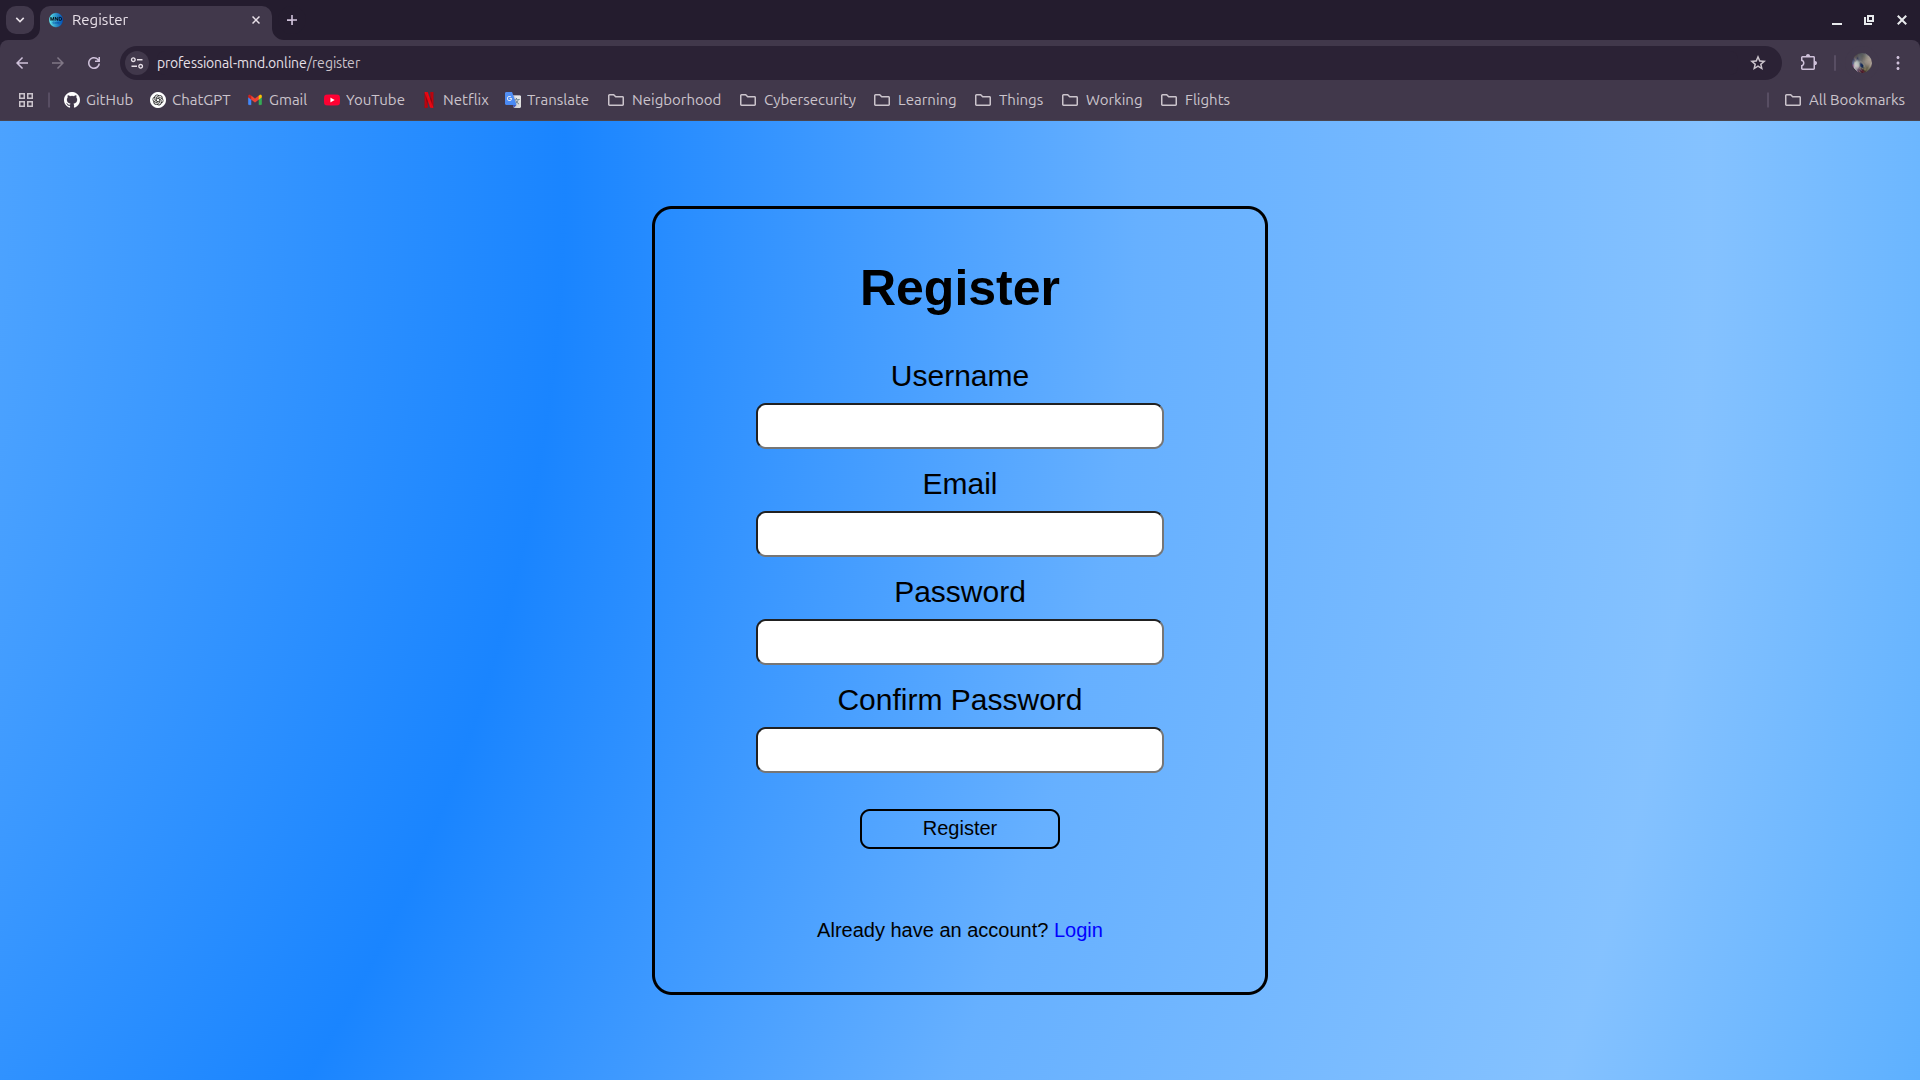 Register
professional-mnd.online/register
GitHub ChatGPT Gmail YouTube Netflix Translate Neigborhood Cybersecurity Learning Things Working Flights All Bookmarks
Register
Username
Email
Password
Confirm Password
Register
Already have an account? Login